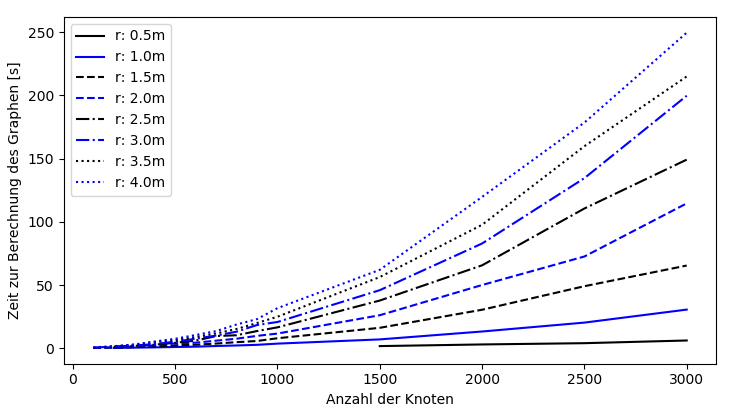 250
200
150
100
50
0
Zeit zur Berechnung des Graphen [s]
r: 0.5m
r: 1.0m
r: 1.5m
r: 2.0m
r: 2.5m
r: 3.0m
r: 3.5m
r: 4.0m
0 500 1000 1500 2000 2500 3000
Anzahl der Knoten